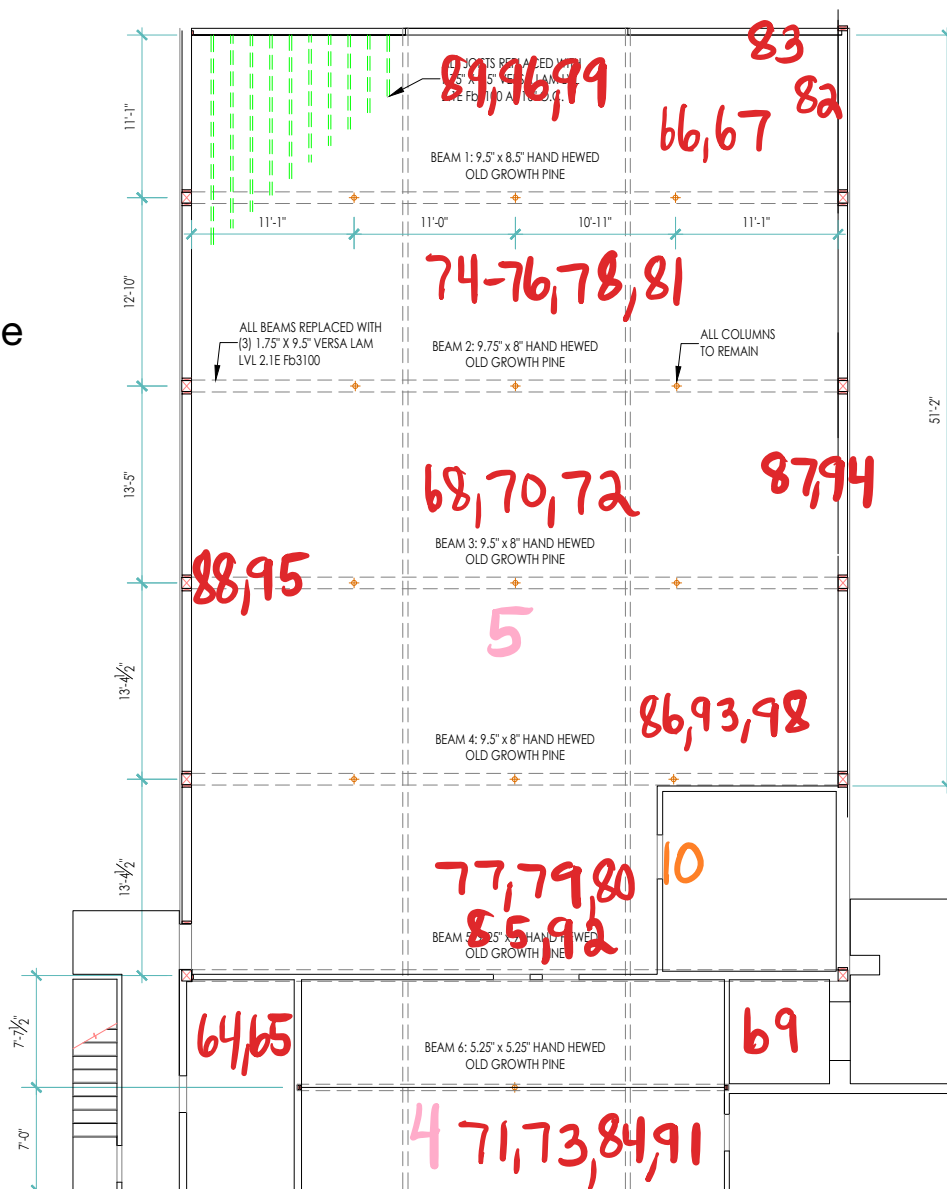 83
89,96,99
82
66,67
11'-1"
BEAM 1: 9.5" x 8.5" HAND HEWED
OLD GROWTH PINE
11'-1"
11'-0"
10'-11"
11'-1"
74-76,78,81
12'-10"
e
ALL BEAMS REPLACED WITH
(3) 1.75" X 9.5" VERSA LAM
LVL 2.1E Fb3100
BEAM 2: 9.75" x 8" HAND HEWED
OLD GROWTH PINE
ALL COLUMNS
TO REMAIN
51'-2"
13'-5"
68,70,72
87,94
BEAM 3: 9.5" x 8" HAND HEWED
OLD GROWTH PINE
88,95
5
13'-4½"
86,93,98
BEAM 4: 9.5" x 8" HAND HEWED
OLD GROWTH PINE
13'-4½"
10
77,79,80
85,92
BEAM HAND HEWED
OLD GROWTH PINE
7'-7½"
64,65
69
BEAM 6: 5.25" x 5.25" HAND HEWED
OLD GROWTH PINE
7'-0"
4
71,73,84,91